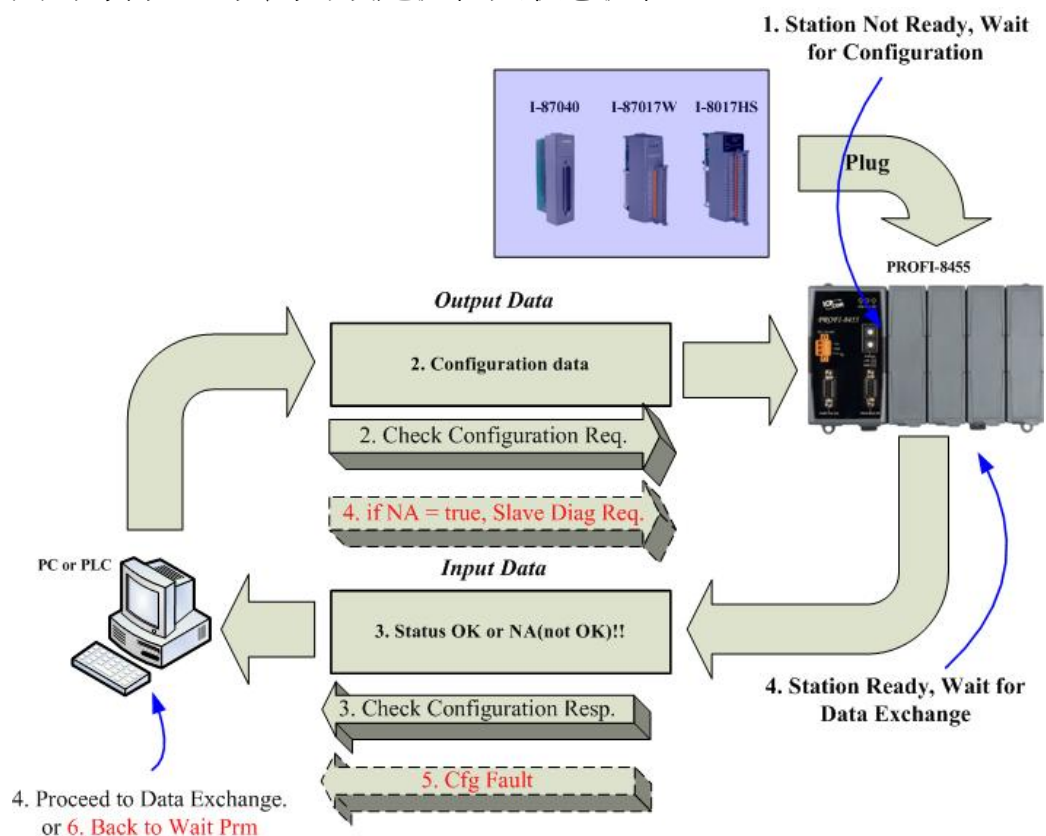 1. Station Not Ready, Wait
for Configuration
I-87040
I-87017W
I-8017HS
Plug
PROFI-8455
Output Data
2. Configuration data
2. Check Configuration Req.
4. if NA = true, Slave Diag Req.
PC or PLC
Input Data
3. Status OK or NA(not OK)!!
3. Check Configuration Resp.
5. Cfg Fault
4. Station Ready, Wait for
Data Exchange
4. Proceed to Data Exchange.
or 6. Back to Wait Prm
PROFI-8455